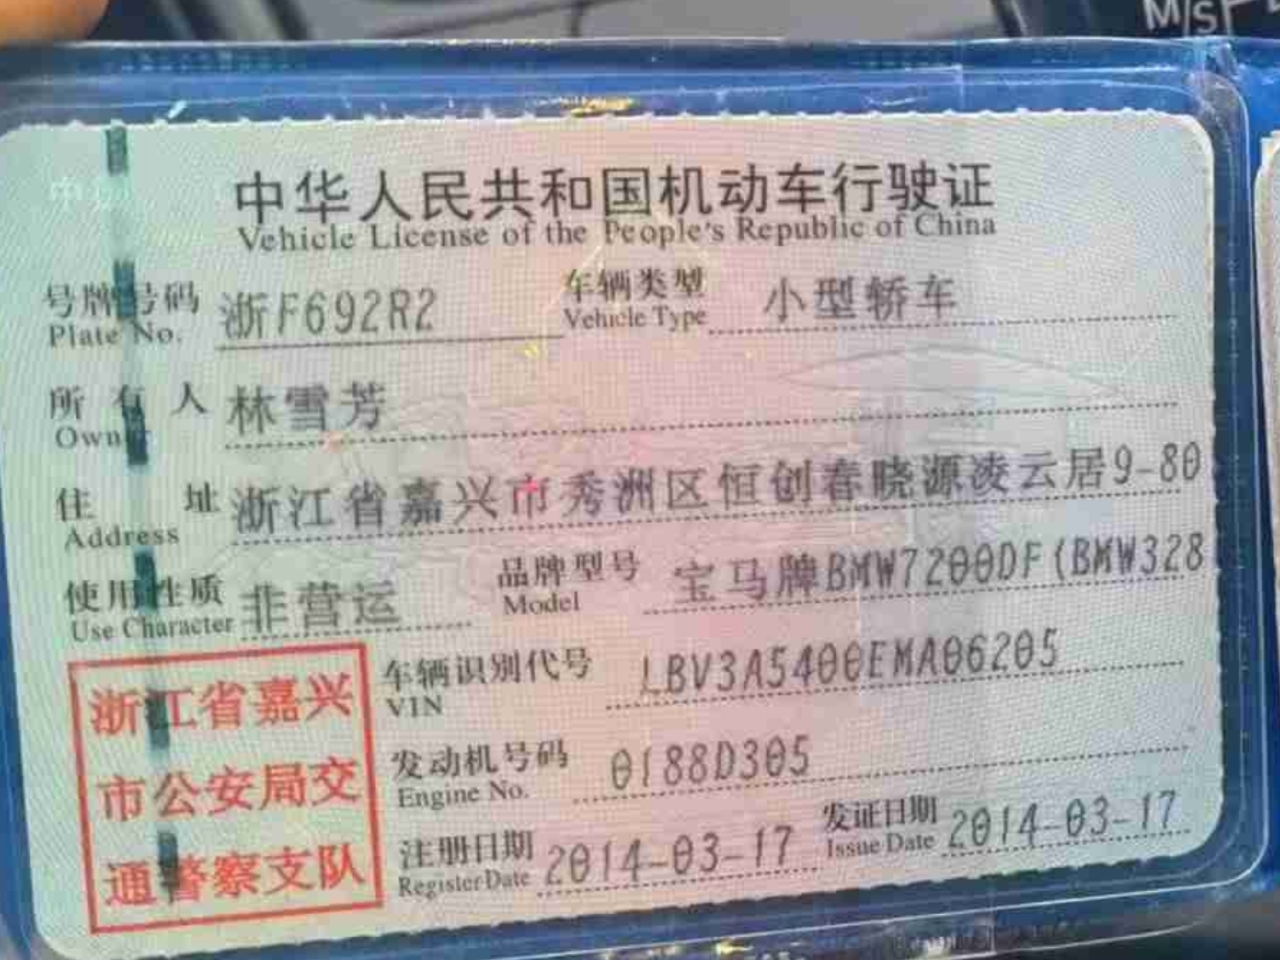 M/S
中华人民共和国机动车行驶证
Vehicle License of the People's Republic of China
号牌号码 浙F692R2 车辆类型 小型轿车
Plate No. Vehicle Type
所有人 林雪芳
Owner
住址 浙江省嘉兴市秀洲区恒创春晓源凌云居9-80
Address
使用性质 非营运 品牌型号 宝马牌BMW7200DF(BMW328
Use Character Model
车辆识别代号 LBV3A5400EMA06205
VIN
发动机号码 0188D305
Engine No.
注册日期 2014-03-17 发证日期 2014-03-17
Register Date Issue Date
浙江省嘉兴
市公安局交
通警察支队